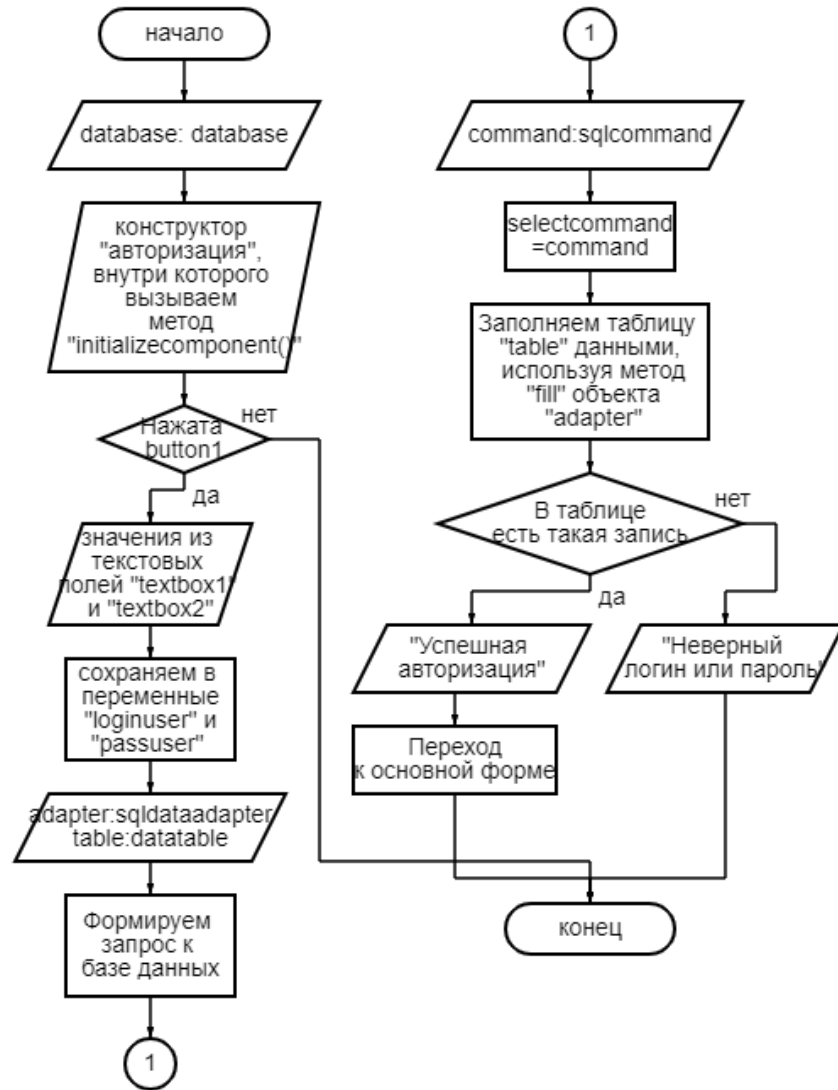 начало
database: database
конструктор
"авторизация",
внутри которого
вызываем
метод
"initializecomponent()"
Нажата
button1
нет
да
значения из
текстовых
полей "textbox1"
и "textbox2"
сохраняем в
переменные
"loginuser" и
"passuser"
adapter:sqldataadapter
table:datatable
Формируем
запрос к
базе данных
1
1
command:sqlcommand
selectcommand
=command
Заполняем таблицу
"table" данными,
используя метод
"fill" объекта
"adapter"
В таблице
есть такая запись
нет
да
"Успешная
авторизация"
"Неверный
логин или пароль"
Переход
к основной форме
конец